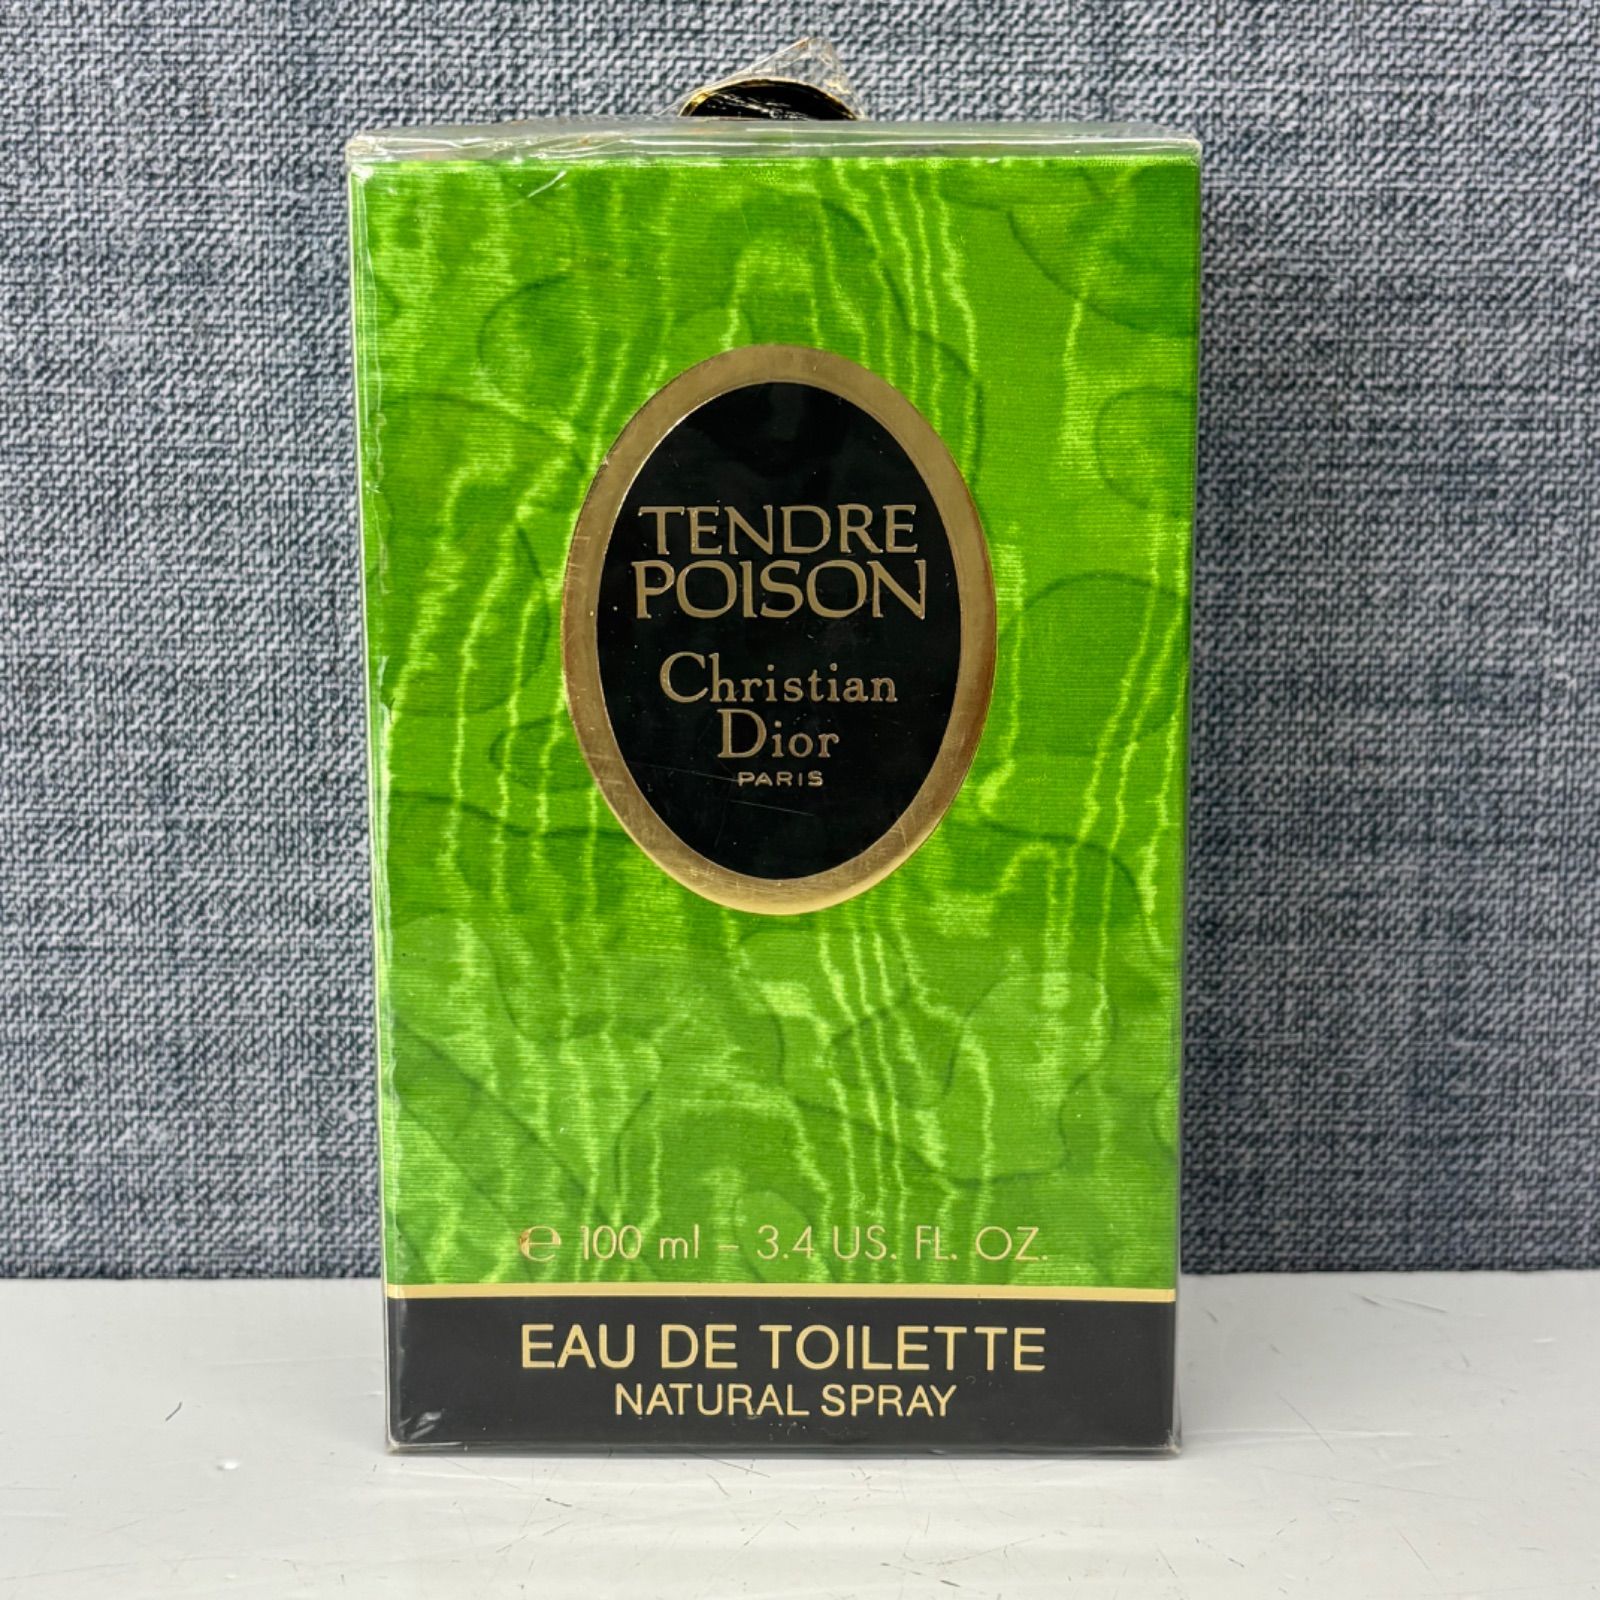 TENDRE
POISON
Christian
Dior
PARIS
℮ 100 ml – 3.4 US. FL. OZ.
EAU DE TOILETTE
NATURAL SPRAY